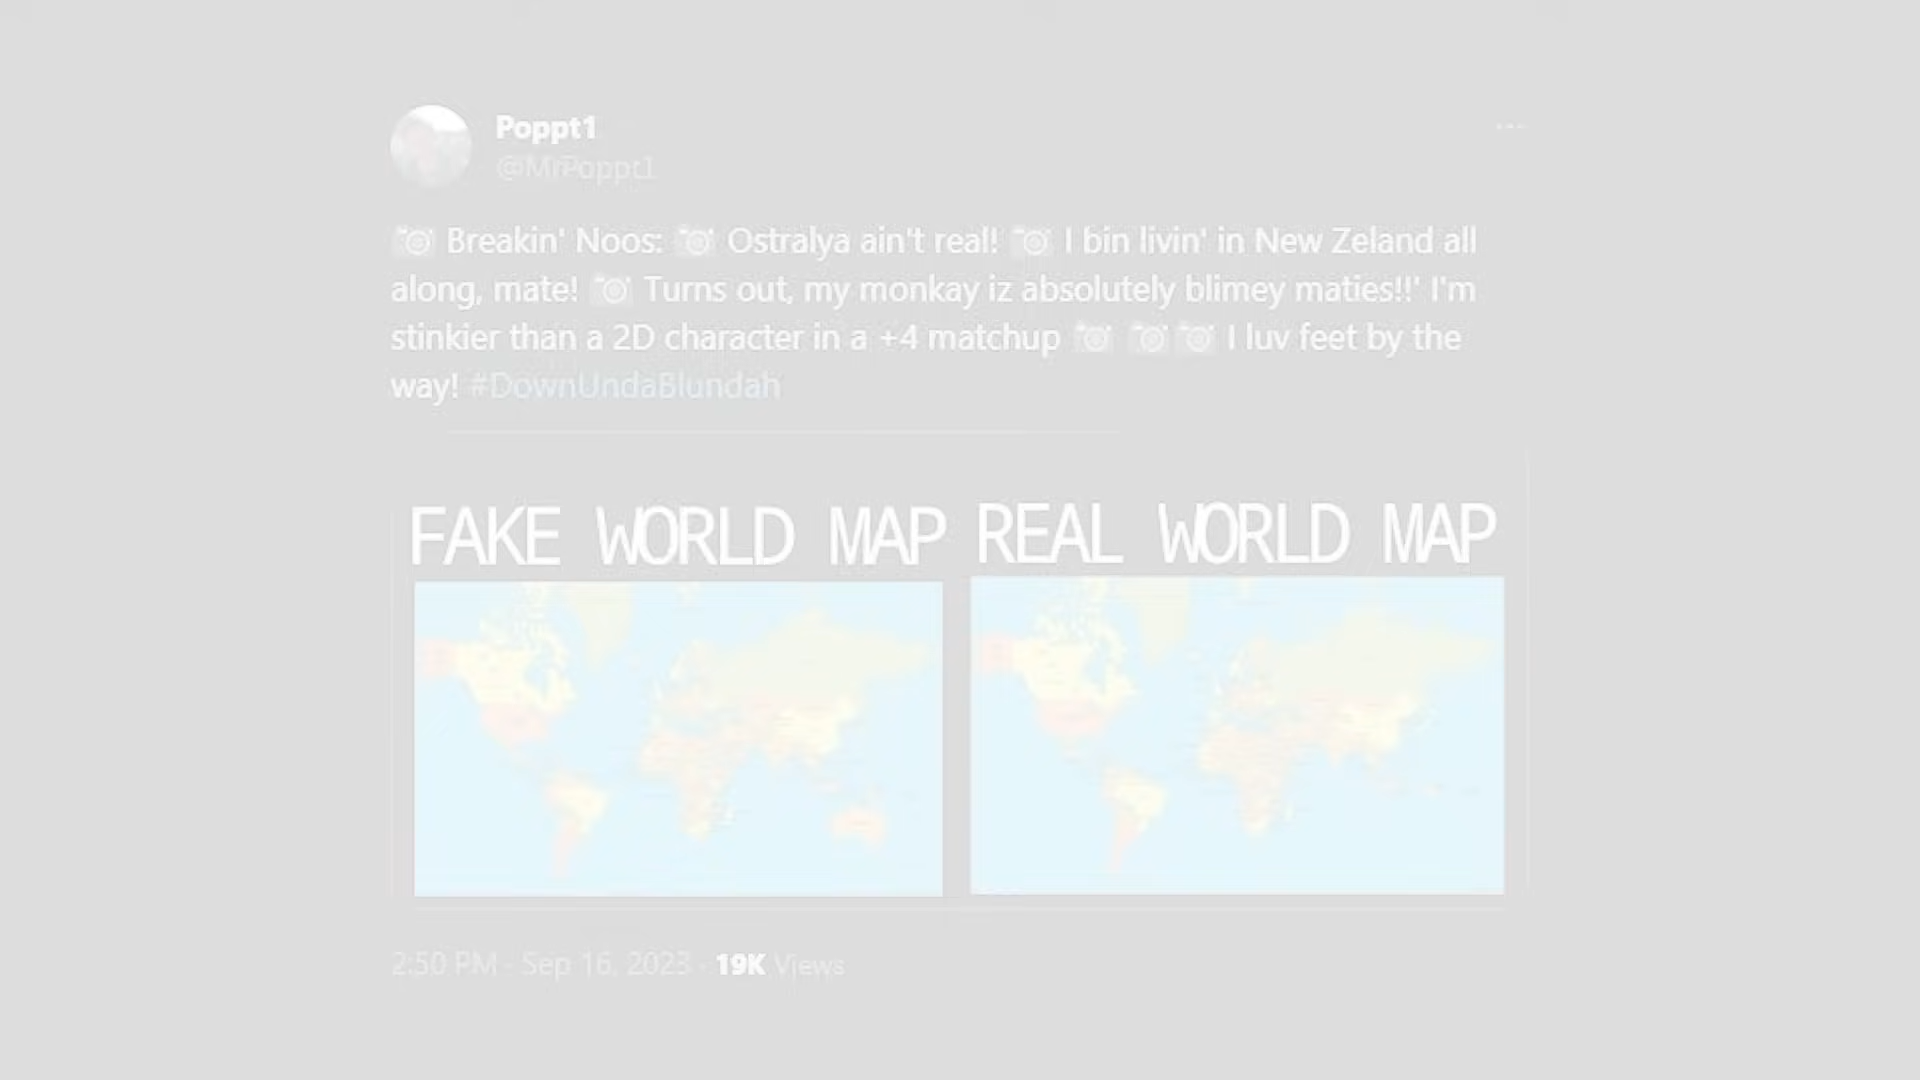 Poppt1
@MrPoppt1
📷 Breakin' Noos: 📷 Ostralya ain't real! 📷 I bin livin' in New Zeland all
along, mate! 📷 Turns out, my monkay iz absolutely blimey maties!!' I'm
stinkier than a 2D character in a +4 matchup 📷 📷 📷 I luv feet by the
way! #DownUndaBlundah
FAKE WORLD MAP REAL WORLD MAP
2:50 PM · Sep 16, 2023 · 19K Views